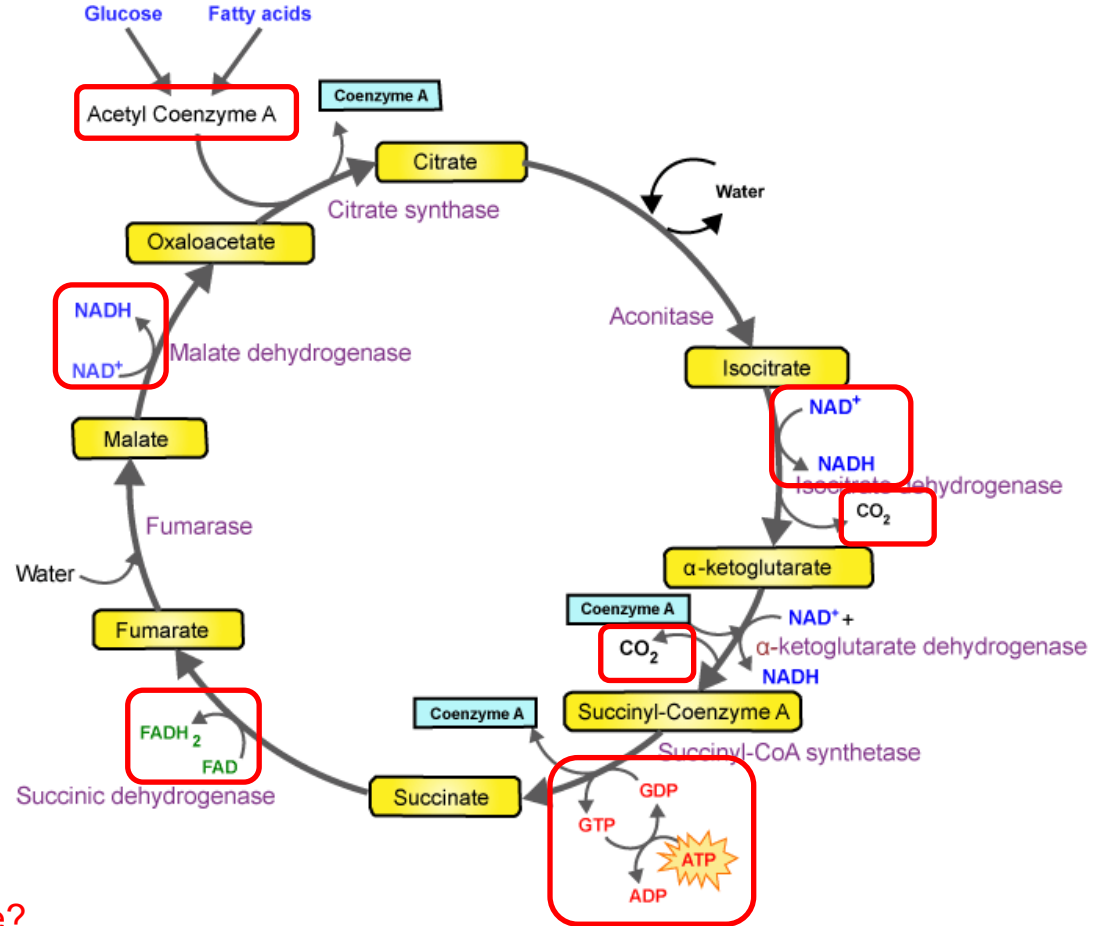 Glucose
Fatty acids
Acetyl Coenzyme A
Coenzyme A
Citrate
Water
Citrate synthase
Oxaloacetate
Aconitase
NADH
NAD+
Malate dehydrogenase
Isocitrate
NAD+
NADH
Isocitrate dehydrogenase
CO2
Malate
Fumarase
Water
α-ketoglutarate
Coenzyme A
NAD+ +
CO2
α-ketoglutarate dehydrogenase
NADH
Fumarate
Succinyl-Coenzyme A
Coenzyme A
Succinyl-CoA synthetase
FADH2
FAD
Succinic dehydrogenase
Succinate
GDP
GTP
ATP
ADP